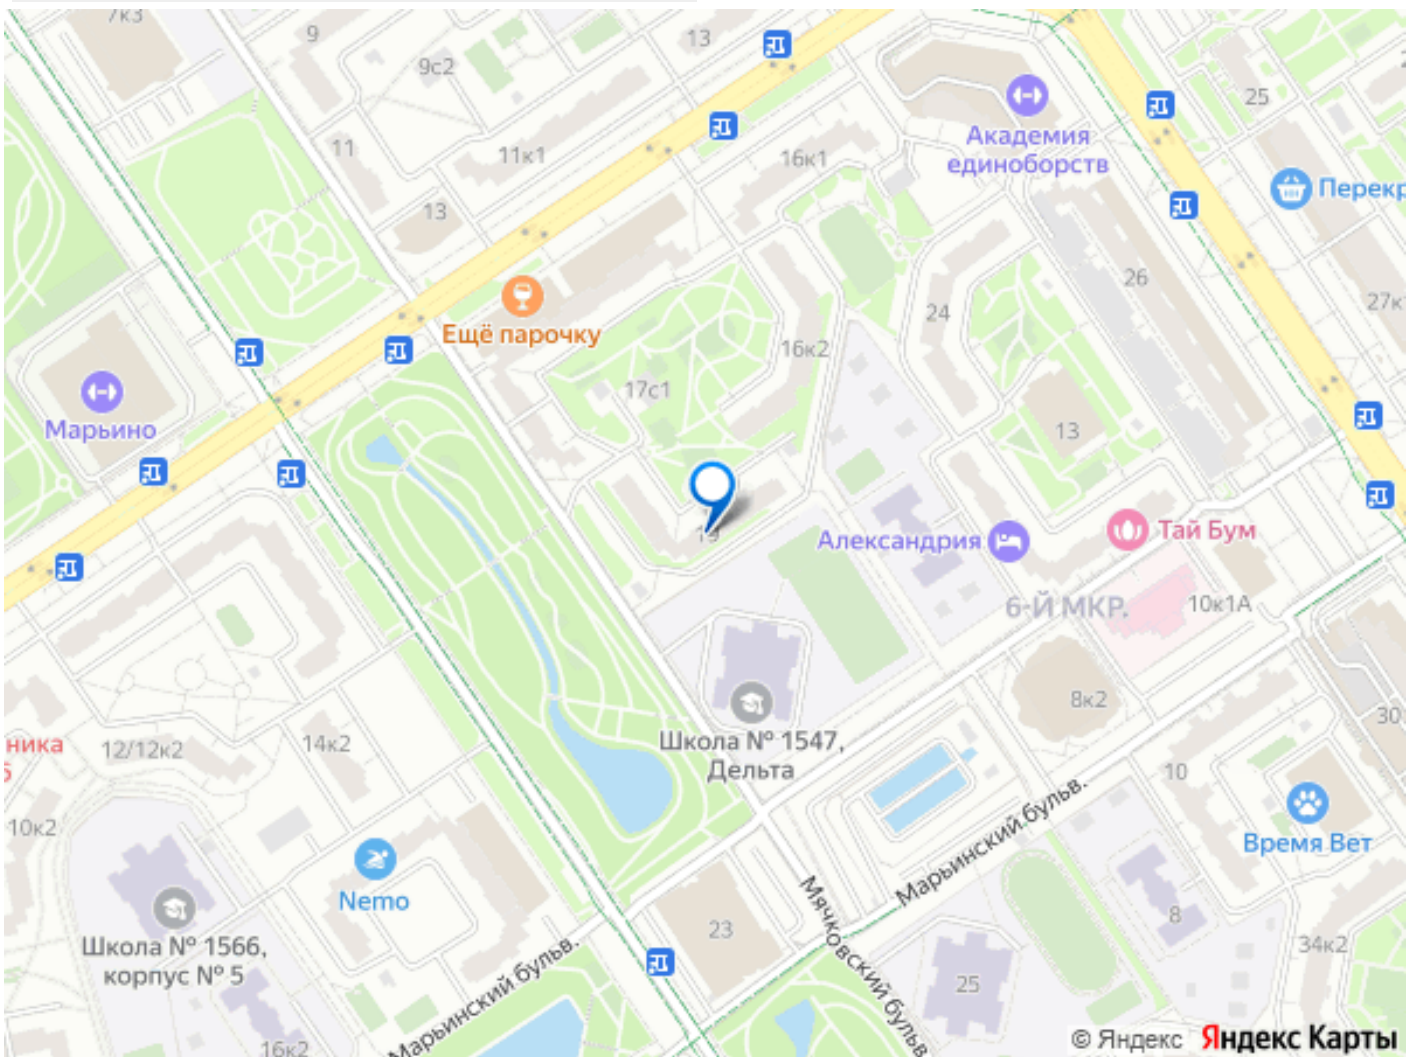 7к3
9
13
9с2
25
Академия
единоборств
11
11к1
16к1
Перекр
13
26
27к
24
Ещё парочку
16к2
17с1
Марьино
13
19
Александрия
Тай Бум
6-Й МКР.
10к1А
8к2
30
ника
12/12к2
14к2
Школа № 1547,
Дельта
10
10к2
Марьинский бульв.
Время Вет
Nemo
Мячковский бульв.
23
8
Школа № 1566,
корпус № 5
Марьинский бульв.
34к2
25
16к2
© Яндекс Яндекс Карты